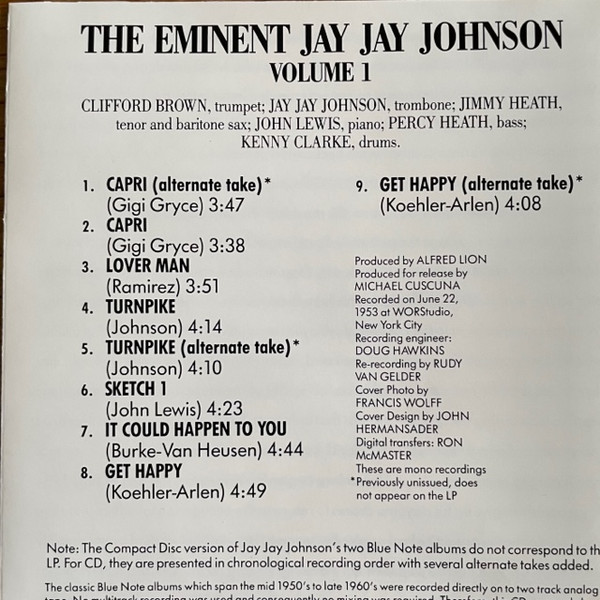 THE EMINENT JAY JAY JOHNSON
VOLUME 1
CLIFFORD BROWN, trumpet; JAY JAY JOHNSON, trombone; JIMMY HEATH,
tenor and baritone sax; JOHN LEWIS, piano; PERCY HEATH, bass;
KENNY CLARKE, drums.
1. CAPRI (alternate take)*
(Gigi Gryce) 3:47
2. CAPRI
(Gigi Gryce) 3:38
3. LOVER MAN
(Ramirez) 3:51
4. TURNPIKE
(Johnson) 4:14
5. TURNPIKE (alternate take)*
(Johnson) 4:10
6. SKETCH 1
(John Lewis) 4:23
7. IT COULD HAPPEN TO YOU
(Burke-Van Heusen) 4:44
8. GET HAPPY
(Koehler-Arlen) 4:49
9. GET HAPPY (alternate take)*
(Koehler-Arlen) 4:08
Produced by ALFRED LION
Produced for release by
MICHAEL CUSCUNA
Recorded on June 22,
1953 at WORStudio,
New York City
Recording engineer:
DOUG HAWKINS
Re-recording by RUDY
VAN GELDER
Cover Photo by
FRANCIS WOLFF
Cover Design by JOHN
HERMANSADER
Digital transfers: RON
McMASTER
These are mono recordings
*Previously unissued, does
not appear on the LP
Note: The Compact Disc version of Jay Jay Johnson's two Blue Note albums do not correspond to th
LP. For CD, they are presented in chronological recording order with several alternate takes added.
The classic Blue Note albums which span the mid 1950's to late 1960's were recorded directly on to two track analog